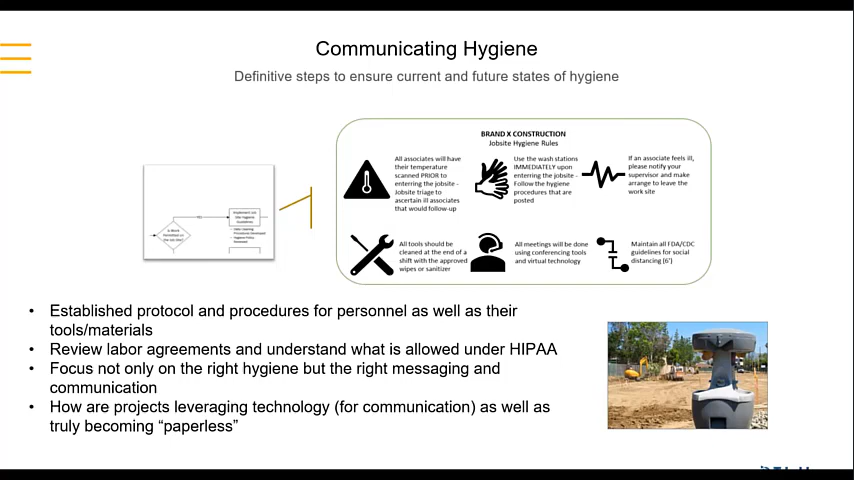 Communicating Hygiene
Definitive steps to ensure current and future states of hygiene
BRAND X CONSTRUCTION
Jobsite Hygiene Rules
All associates will have
their temperature
scanned PRIOR to
entering the jobsite -
Jobsite triage to
ascertain ill associates
that would follow-up
Use the wash stations
IMMEDIATELY upon
entering the jobsite -
Follow the hygiene
procedures that are
posted
If an associate feels ill,
please notify your
supervisor and make
arrange to leave the
work site
All tools should be
cleaned at the end of a
shift with the approved
wipes or sanitizer
All meetings will be done
using conferencing tools
and virtual technology
Maintain all FDA/CDC
guidelines for social
distancing (6')
• Established protocol and procedures for personnel as well as their
tools/materials
• Review labor agreements and understand what is allowed under HIPAA
• Focus not only on the right hygiene but the right messaging and
communication
• How are projects leveraging technology (for communication) as well as
truly becoming “paperless”